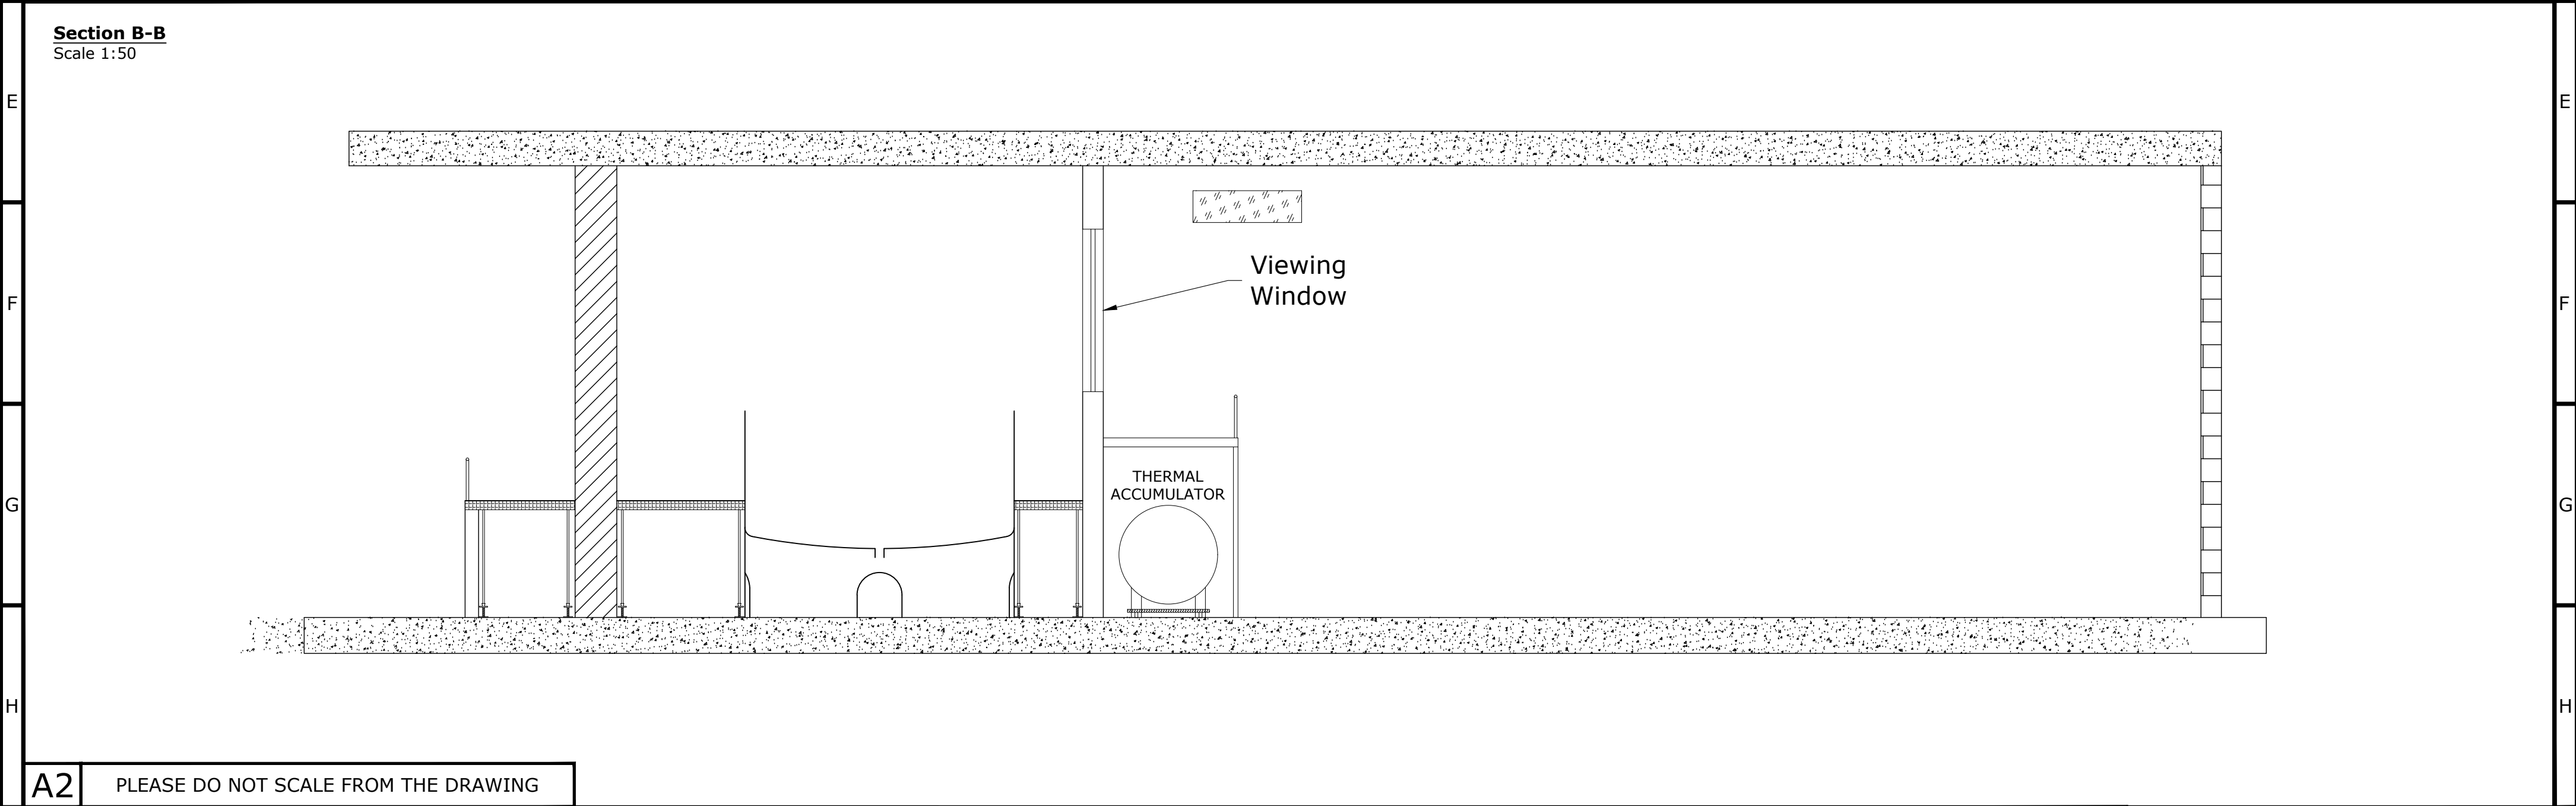 Section B-B
Scale 1:50
E
E
F
F
Viewing
Window
THERMAL
ACCUMULATOR
G
G
H
H
A2
PLEASE DO NOT SCALE FROM THE DRAWING